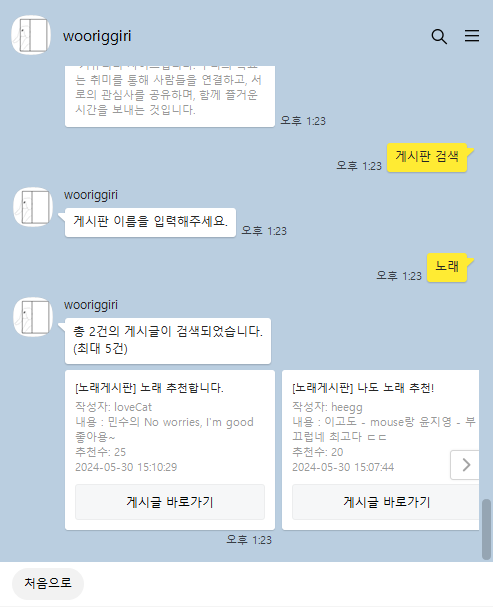 wooriggiri
는 취미를 통해 사람들을 연결하고, 서
로의 관심사를 공유하며, 함께 즐거운
시간을 보내는 것입니다.
오후 1:23
게시판 검색
오후 1:23
wooriggiri
게시판 이름을 입력해주세요.
오후 1:23
노래
오후 1:23
wooriggiri
총 2건의 게시글이 검색되었습니다.
(최대 5건)
[노래게시판] 노래 추천합니다.
작성자: loveCat
내용 : 민수의 No worries, I'm good
좋아용~
추천수: 25
2024-05-30 15:10:29
게시글 바로가기
[노래게시판] 나도 노래 추천!
작성자: heegg
내용 : 이고도 - mouse랑 윤지영 - 부
끄럽네 최고다 ㄷㄷ
추천수: 20
2024-05-30 15:07:44
게시글 바로가기
오후 1:23
처음으로